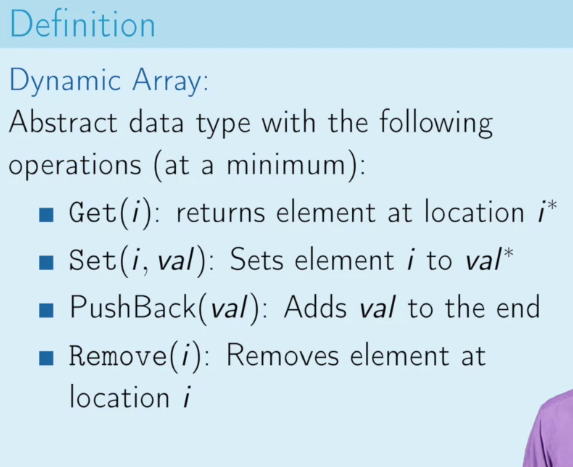 Definition
Dynamic Array:
Abstract data type with the following
operations (at a minimum):
■ Get(i): returns element at location i*
■ Set(i, val): Sets element i to val*
■ PushBack(val): Adds val to the end
■ Remove(i): Removes element at
location i